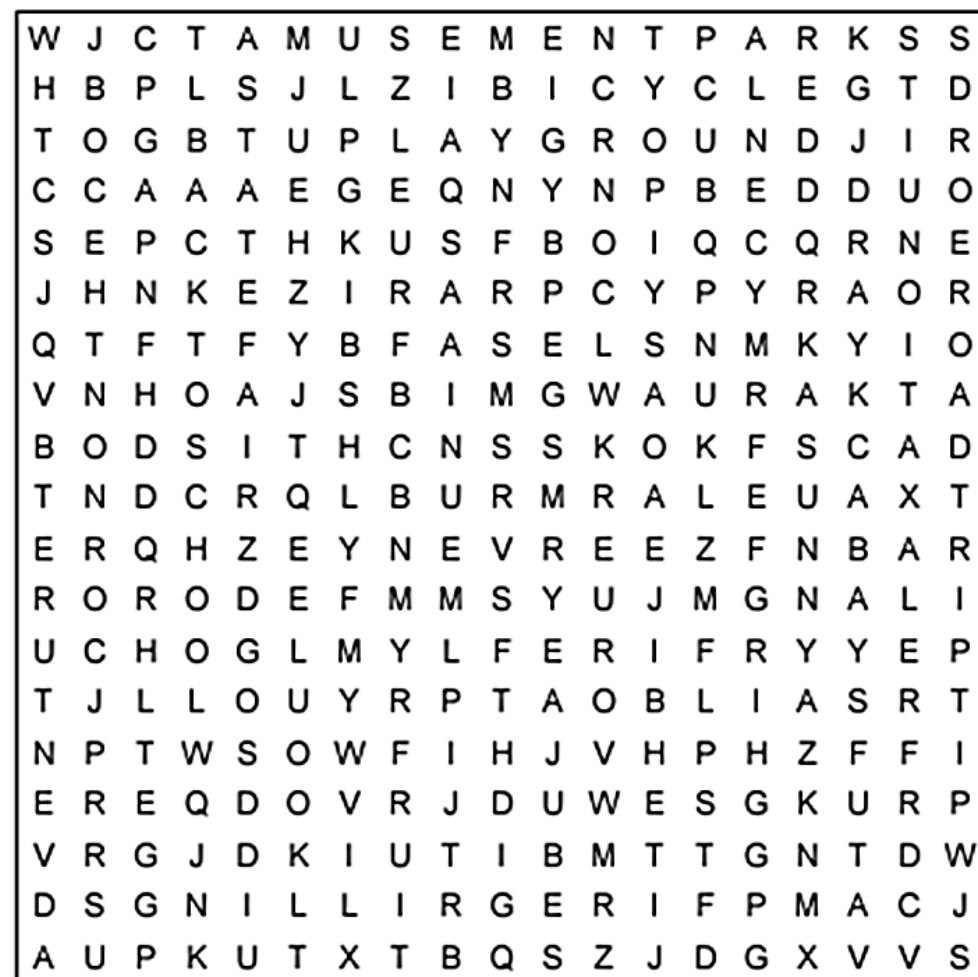 W J C T A M U S E M E N T P A R K S S
H B P L S J L Z I B I C Y C L E G T D
T O G B T U P L A Y G R O U N D J I R
C C A A A E G E Q N Y N P B E D D U O
S E P C T H K U S F B O I Q C Q R N E
J H N K E Z I R A R P C Y P Y R A O R
Q T F T F Y B F A S E L S N M K Y I O
V N H O A J S B I M G W A U R A K T A
B O D S I T H C N S S K O K F S C A D
T N D C R Q L B U R M R A L E U A X T
E R Q H Z E Y N E V R E E Z F N B A R
R O R O D E F M M S Y U J M G N A L I
U C H O G L M Y L F E R I F R Y Y E P
T J L L O U Y R P T A O B L I A S R T
N P T W S O W F I H J V H P H Z F F I
E R E Q D O V R J D U W E S G K U R P
V R G J D K I U T I B M T T G N T D W
D S G N I L L I R G E R I F P M A C J
A U P K U T X T B Q S Z J D G X V V S